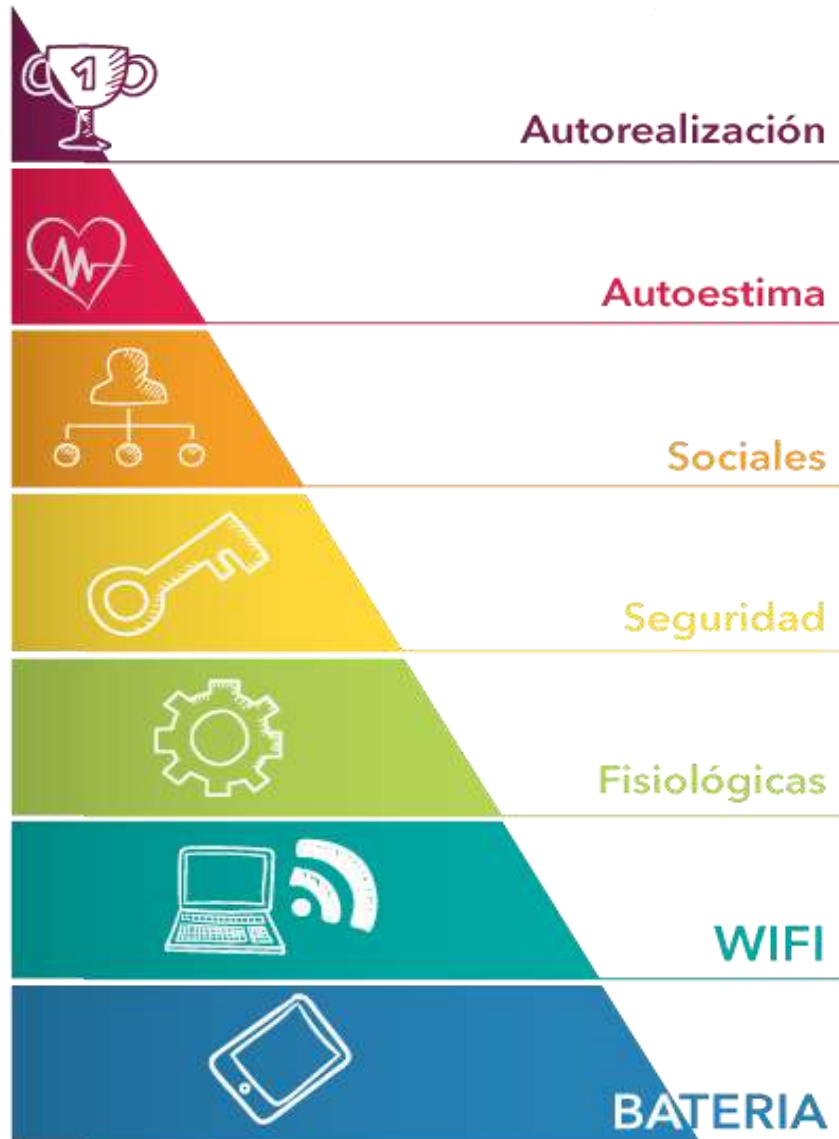 1
Autorealización
Autoestima
Sociales
Seguridad
Fisiológicas
WIFI
BATERIA